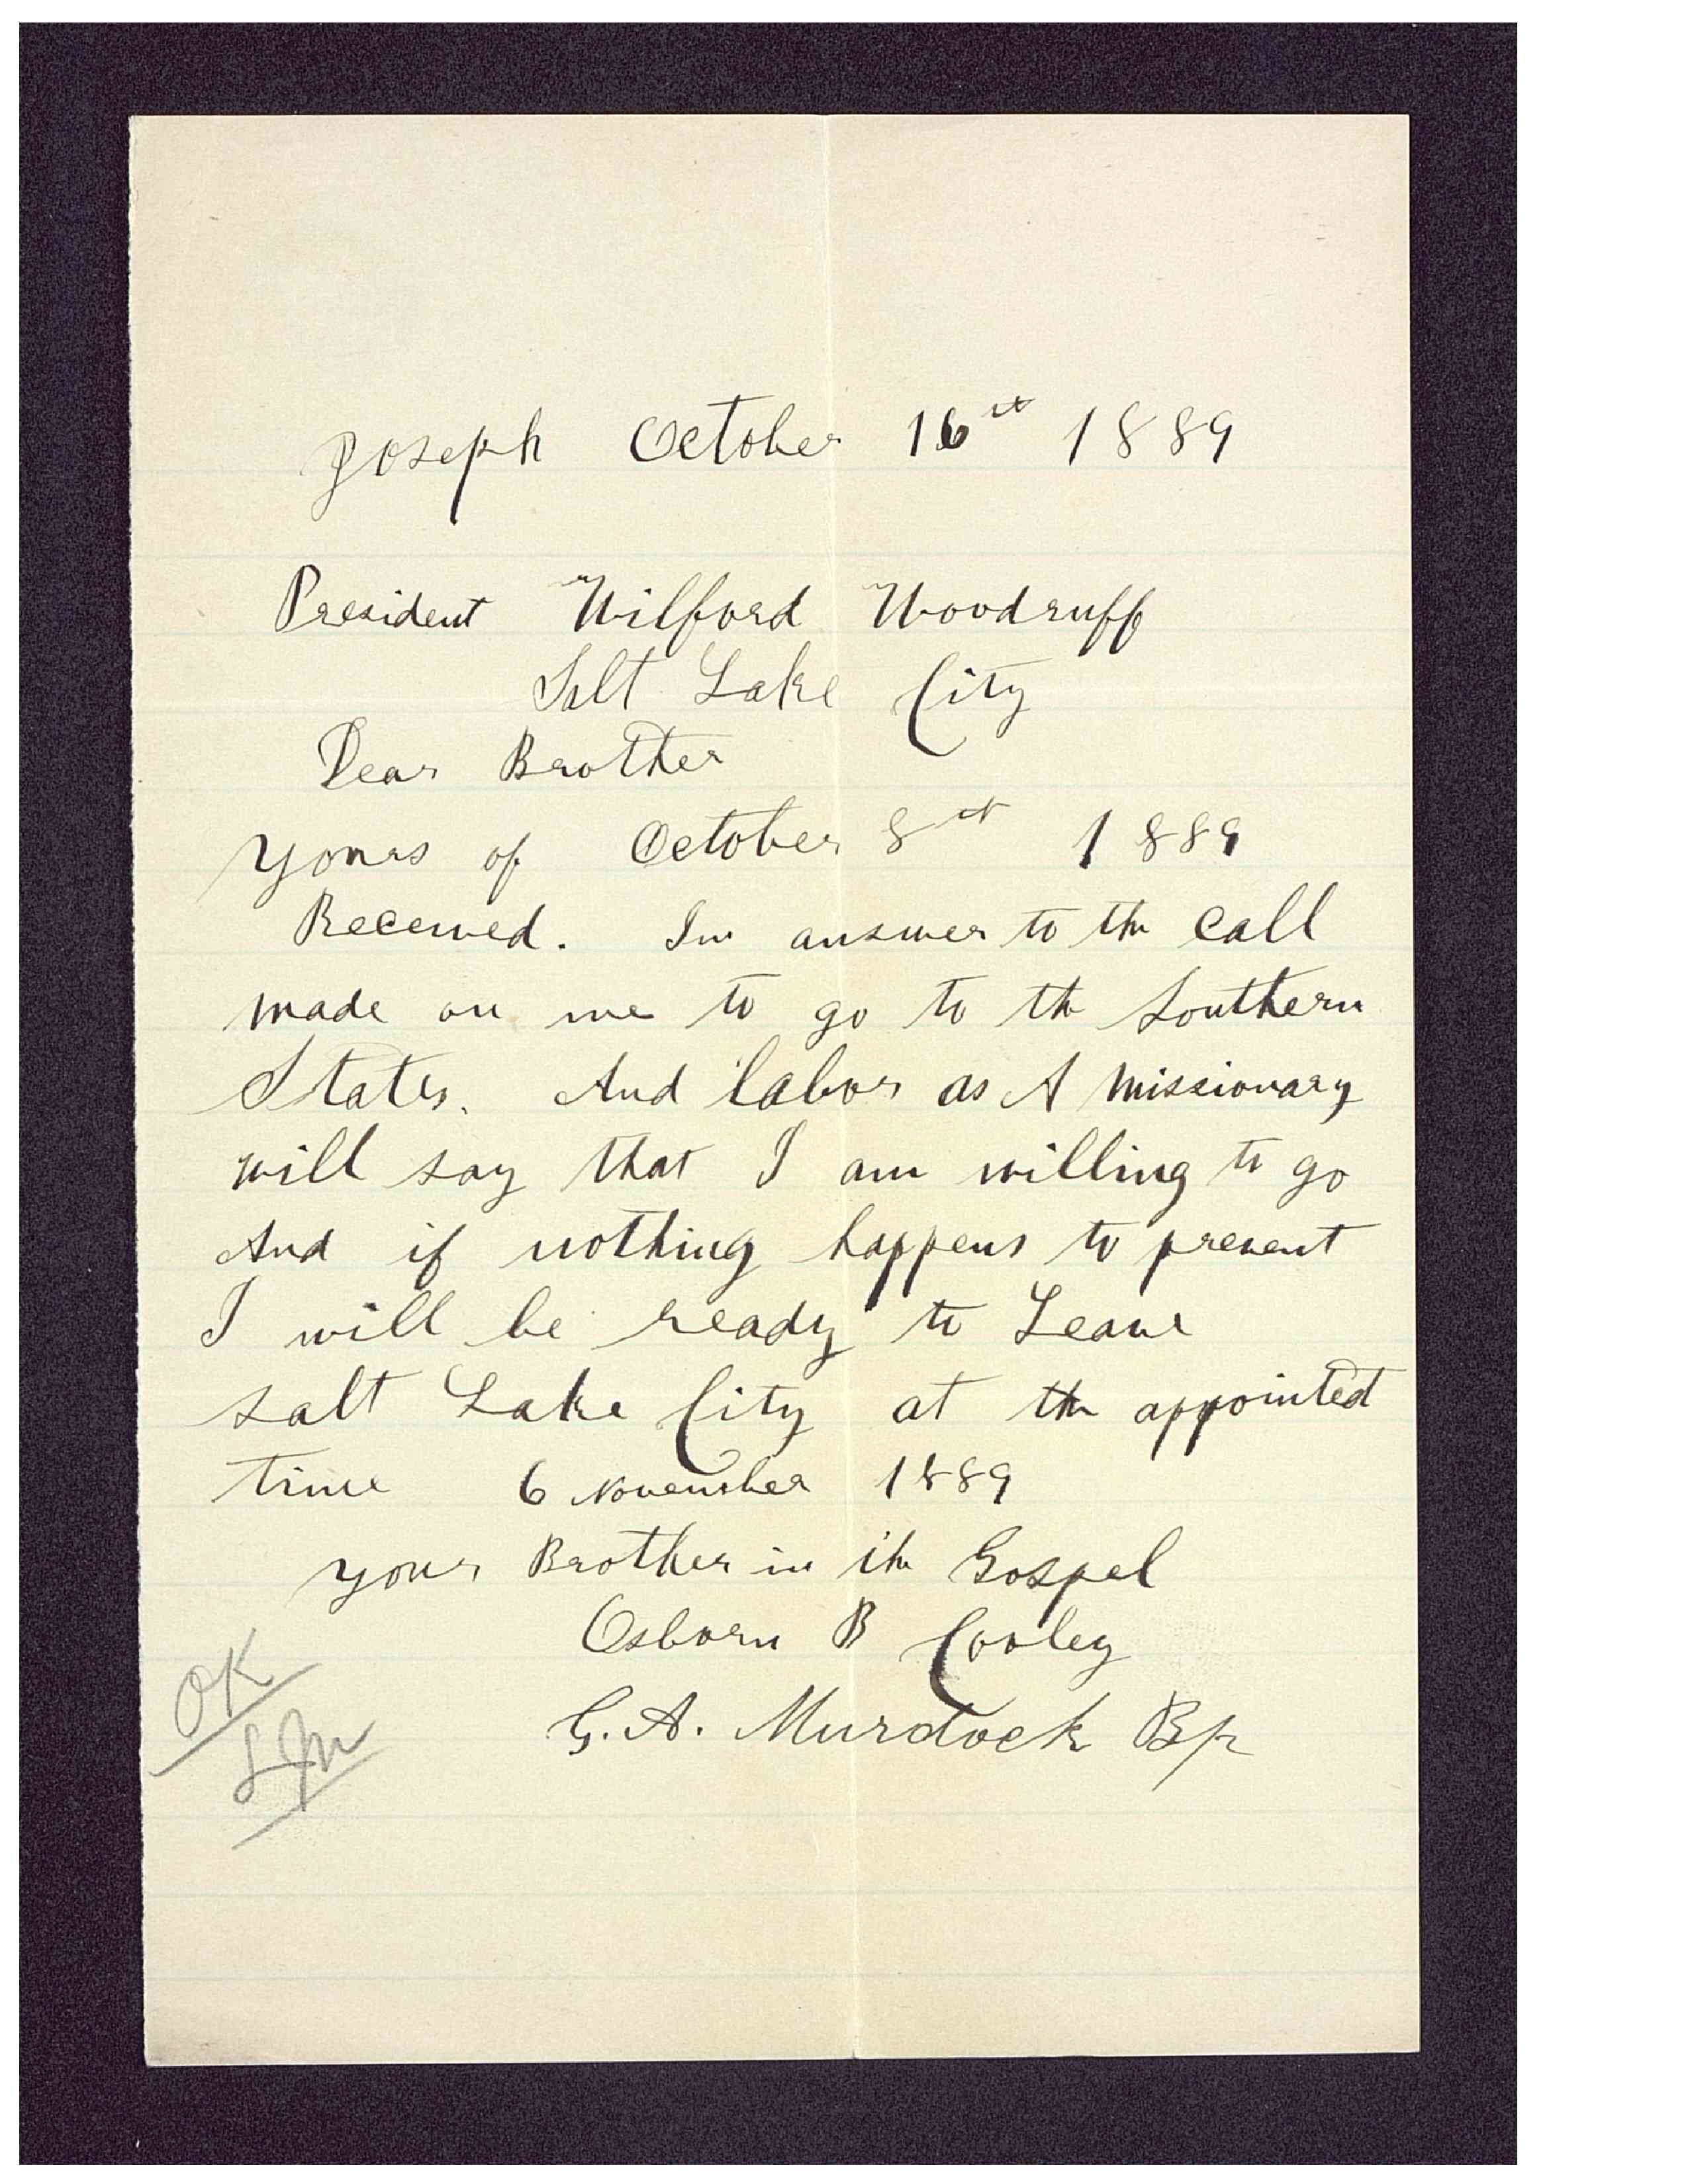 Joseph October 16st 1889
President Wilford Woodruff
Salt Lake City
Dear Brother
yours of October 8st 1889
Received. In answer to the call
made on me to go to th Southern
States. And labor as A missionary
will say that I am willing to go
And if nothing happens to prevent
I will be ready to Leave
salt Lake City at the appointed
time 6 November 1889
your Brother in the Gospel
Osborn B Cooley
G. A. Murdock Bp
OK